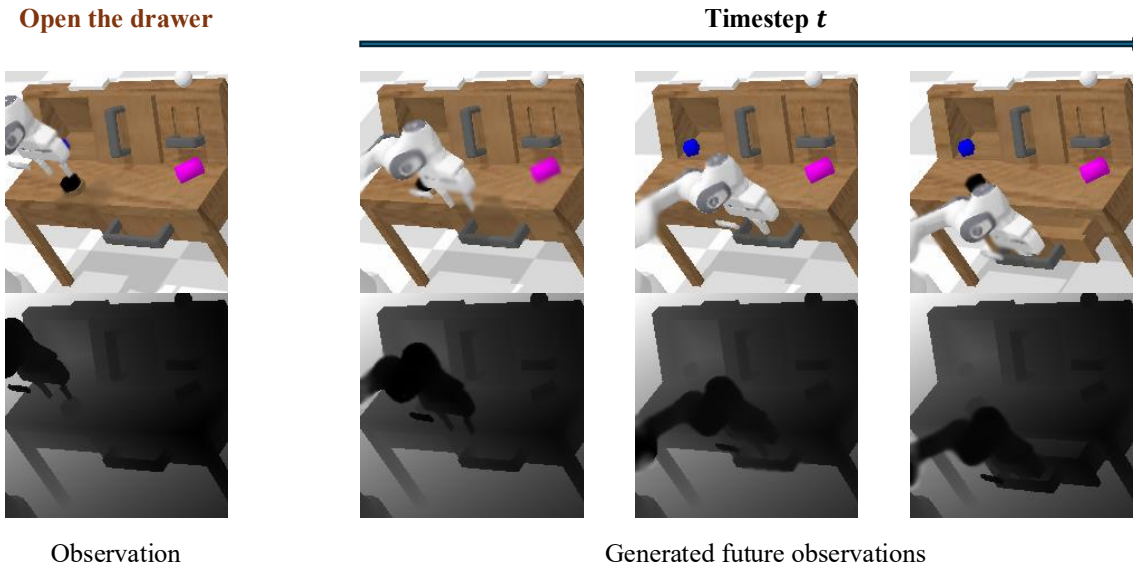 Open the drawer
Timestep t
Observation
Generated future observations